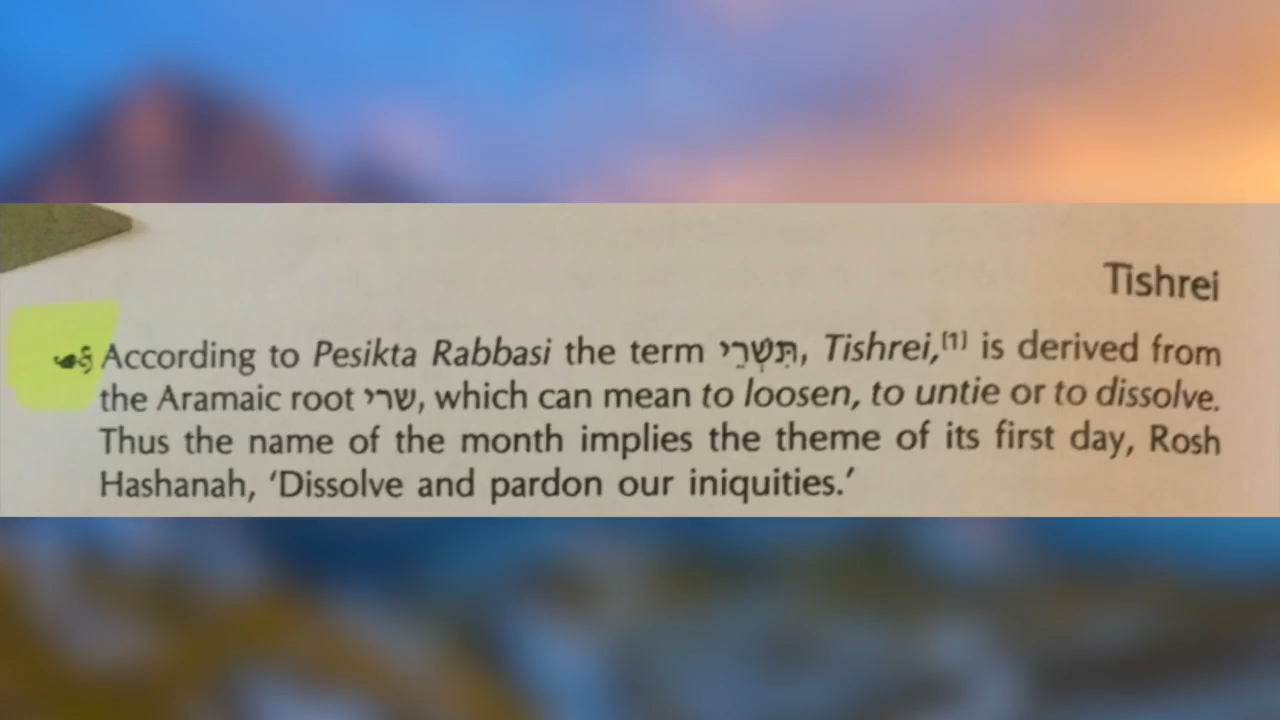 Tishrei
According to Pesikta Rabbasi the term תִּשְׁרֵי, Tishrei,[1] is derived from
the Aramaic root שרי, which can mean to loosen, to untie or to dissolve.
Thus the name of the month implies the theme of its first day, Rosh
Hashanah, ‘Dissolve and pardon our iniquities.’